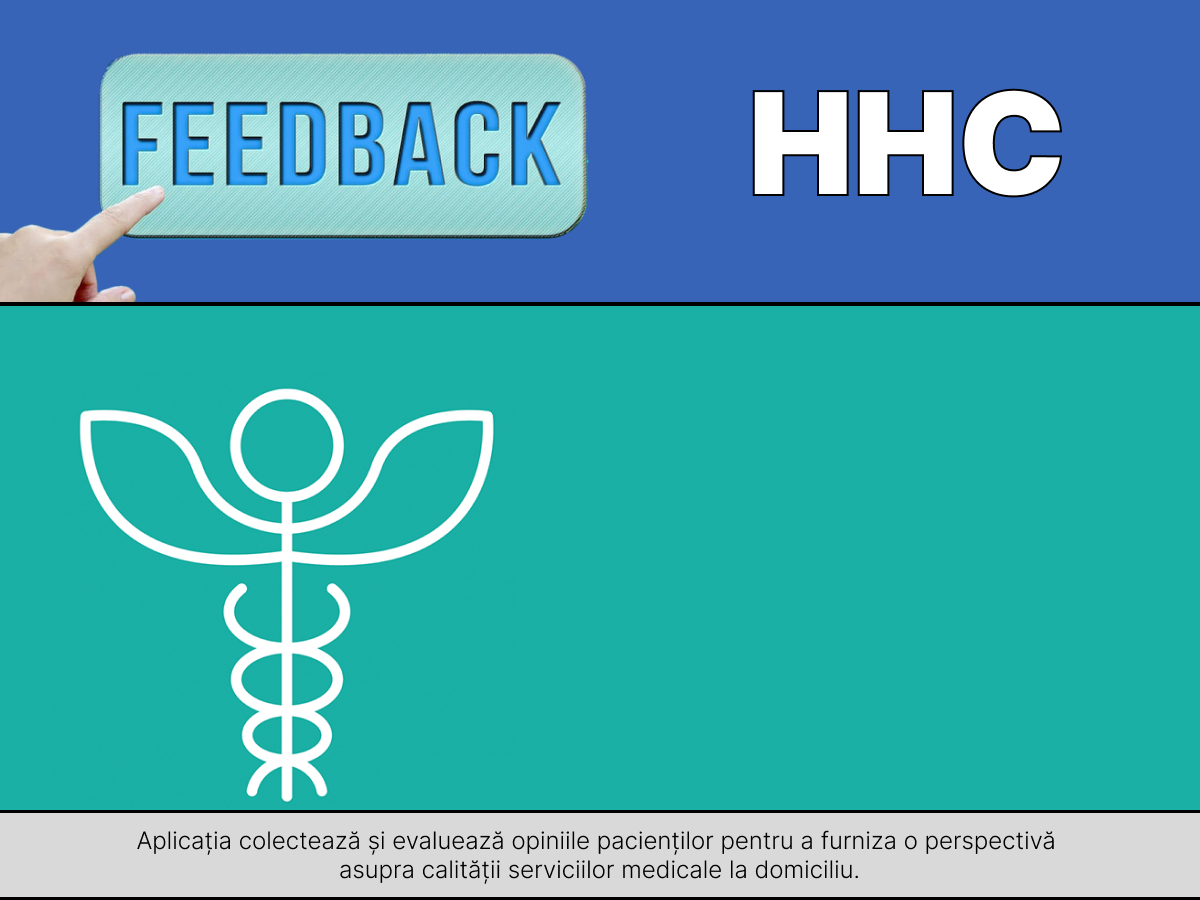 FEEDBACK
HHC
Aplicația colectează și evaluează opiniile pacienților pentru a furniza o perspectivă
asupra calității serviciilor medicale la domiciliu.